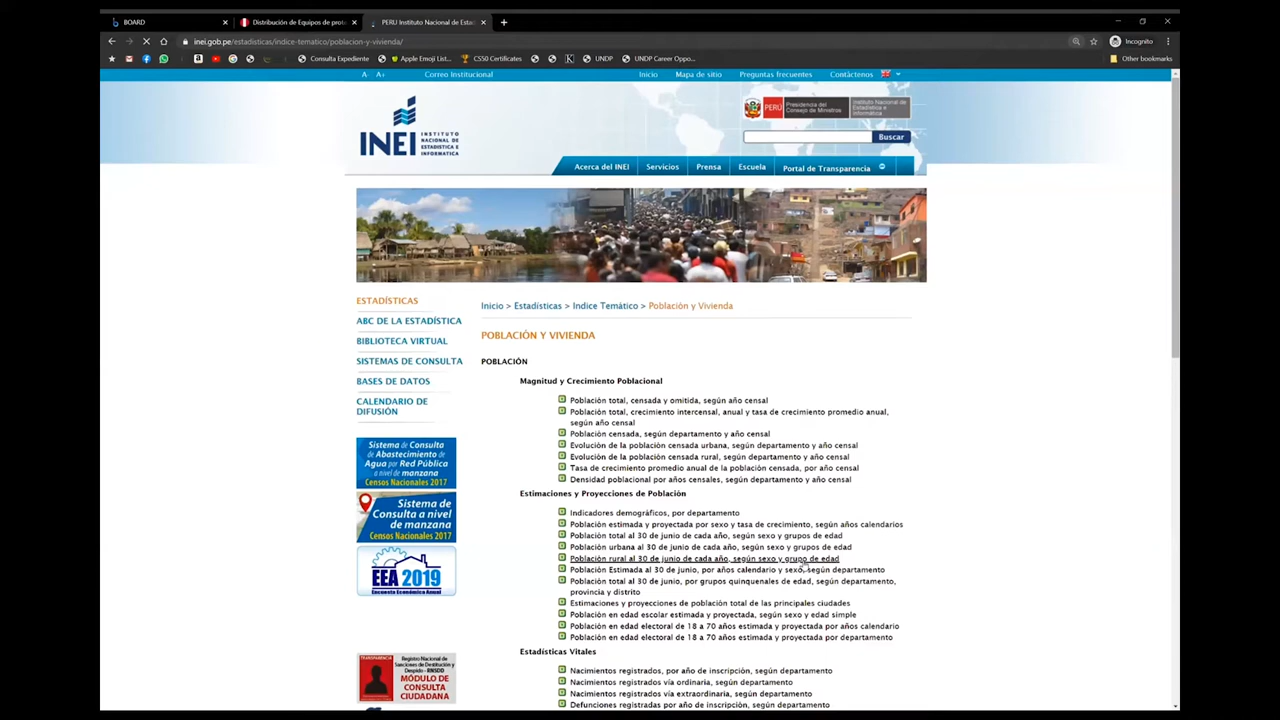 BOARD
Distribución de Equipos de prote
PERU Instituto Nacional de Esta
inei.gob.pe/estadisticas/indice-tematico/poblacion-y-vivienda/
Incognito
Consulta Expediente
Apple Emoji List...
CS50 Certificates
UNDP
UNDP Career Oppo...
Other bookmarks
A- A+ Correo Institucional Inicio Mapa de sitio Preguntas frecuentes Contáctenos
INEI
INSTITUTO
NACIONAL DE
ESTADISTICA E
INFORMATICA
PERÚ
Presidencia del
Consejo de Ministros
Instituto Nacional de
Estadística e
Informática
Buscar
Acerca del INEI Servicios Prensa Escuela Portal de Transparencia
ESTADÍSTICAS
ABC DE LA ESTADÍSTICA
BIBLIOTECA VIRTUAL
SISTEMAS DE CONSULTA
BASES DE DATOS
CALENDARIO DE
DIFUSIÓN
Sistema de Consulta
de Abastecimiento de
Agua por Red Pública
a nivel de manzana
Censos Nacionales 2017
Sistema de
Consulta a nivel
de manzana
Censos Nacionales 2017
EEA 2019
Encuesta Económica Anual
TRANSPARENCIA
Registro Nacional de
Sanciones de Destitución y
Despido - RNSDD
MÓDULO DE
CONSULTA
CIUDADANA
Inicio > Estadísticas > Indice Temático > Población y Vivienda
POBLACIÓN Y VIVIENDA
POBLACIÓN
Magnitud y Crecimiento Poblacional
Población total, censada y omitida, según año censal
Población total, crecimiento intercensal, anual y tasa de crecimiento promedio anual,
según año censal
Población censada, según departamento y año censal
Evolución de la población censada urbana, según departamento y año censal
Evolución de la población censada rural, según departamento y año censal
Tasa de crecimiento promedio anual de la población censada, por año censal
Densidad poblacional por años censales, según departamento y año censal
Estimaciones y Proyecciones de Población
Indicadores demográficos, por departamento
Población estimada y proyectada por sexo y tasa de crecimiento, según años calendarios
Población total al 30 de junio de cada año, según sexo y grupos de edad
Población urbana al 30 de junio de cada año, según sexo y grupos de edad
Población rural al 30 de junio de cada año, según sexo y grupo de edad
Población Estimada al 30 de junio, por años calendario y sexo, según departamento
Población total al 30 de junio, por grupos quinquenales de edad, según departamento,
provincia y distrito
Estimaciones y proyecciones de población total de las principales ciudades
Población en edad escolar estimada y proyectada, según sexo y edad simple
Población en edad electoral de 18 a 70 años estimada y proyectada por años calendario
Población en edad electoral de 18 a 70 años estimada y proyectada por departamento
Estadísticas Vitales
Nacimientos registrados, por año de inscripción, según departamento
Nacimientos registrados vía ordinaria, según departamento
Nacimientos registrados vía extraordinaria, según departamento
Defunciones registradas por año de inscripción, según departamento